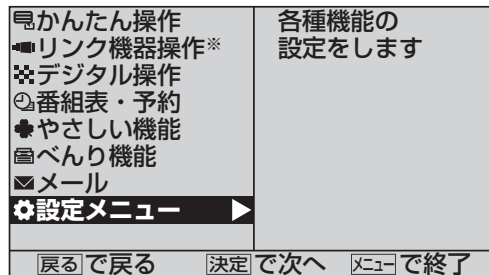 かんたん操作
リンク機器操作※
デジタル操作
番組表・予約
やさしい機能
べんり機能
メール
設定メニュー
各種機能の
設定をします
戻るで戻る 決定で次へ メニューで終了